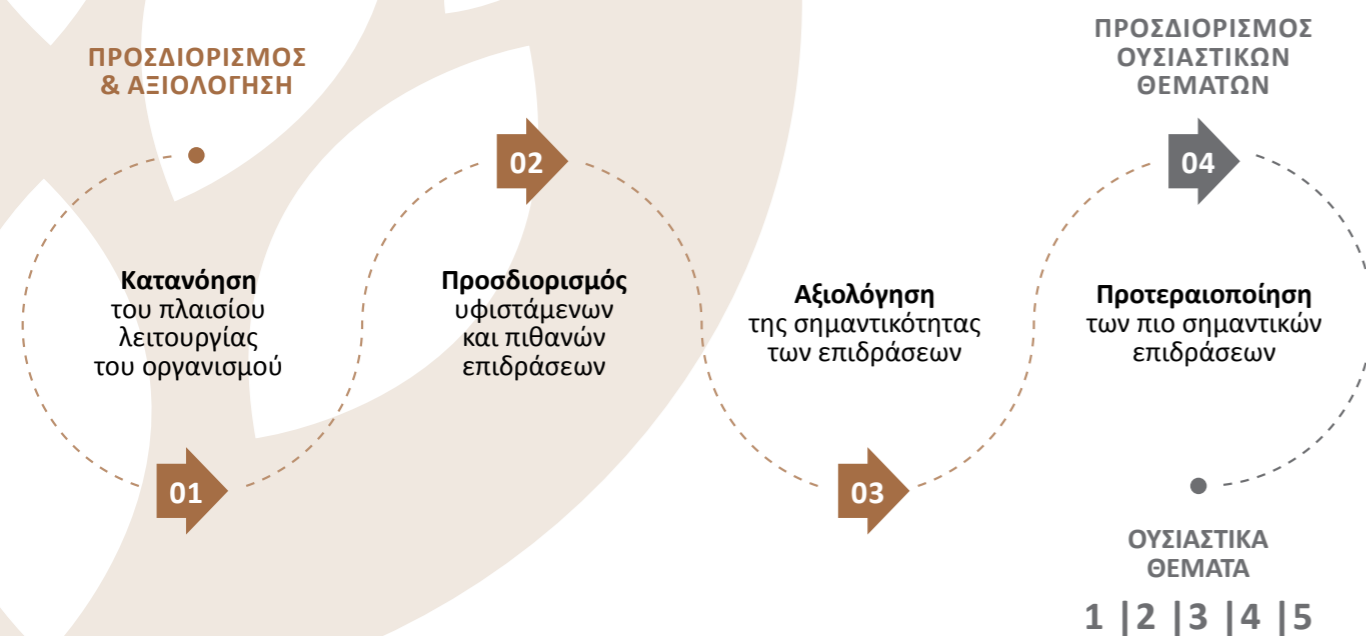 ΠΡΟΣΔΙΟΡΙΣΜΟΣ
& ΑΞΙΟΛΟΓΗΣΗ
Κατανόηση
του πλαισίου
λειτουργίας
του οργανισμού
01
02
Προσδιορισμός
υφιστάμενων
και πιθανών
επιδράσεων
Αξιολόγηση
της σημαντικότητας
των επιδράσεων
03
ΠΡΟΣΔΙΟΡΙΣΜΟΣ
ΟΥΣΙΑΣΤΙΚΩΝ
ΘΕΜΑΤΩΝ
04
Προτεραιοποίηση
των πιο σημαντικών
επιδράσεων
ΟΥΣΙΑΣΤΙΚΑ
ΘΕΜΑΤΑ
1 |2 |3 |4 |5